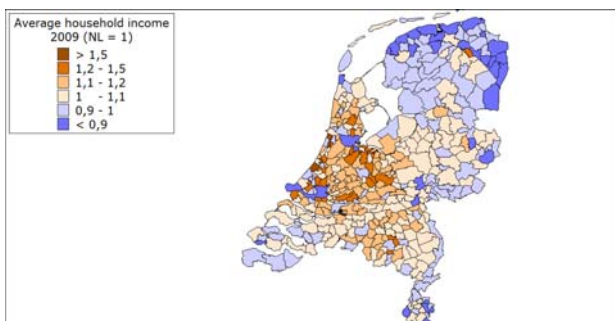 Average household income
2009 (NL = 1)
> 1,5
1,2 - 1,5
1,1 - 1,2
1 - 1,1
0,9 - 1
< 0,9